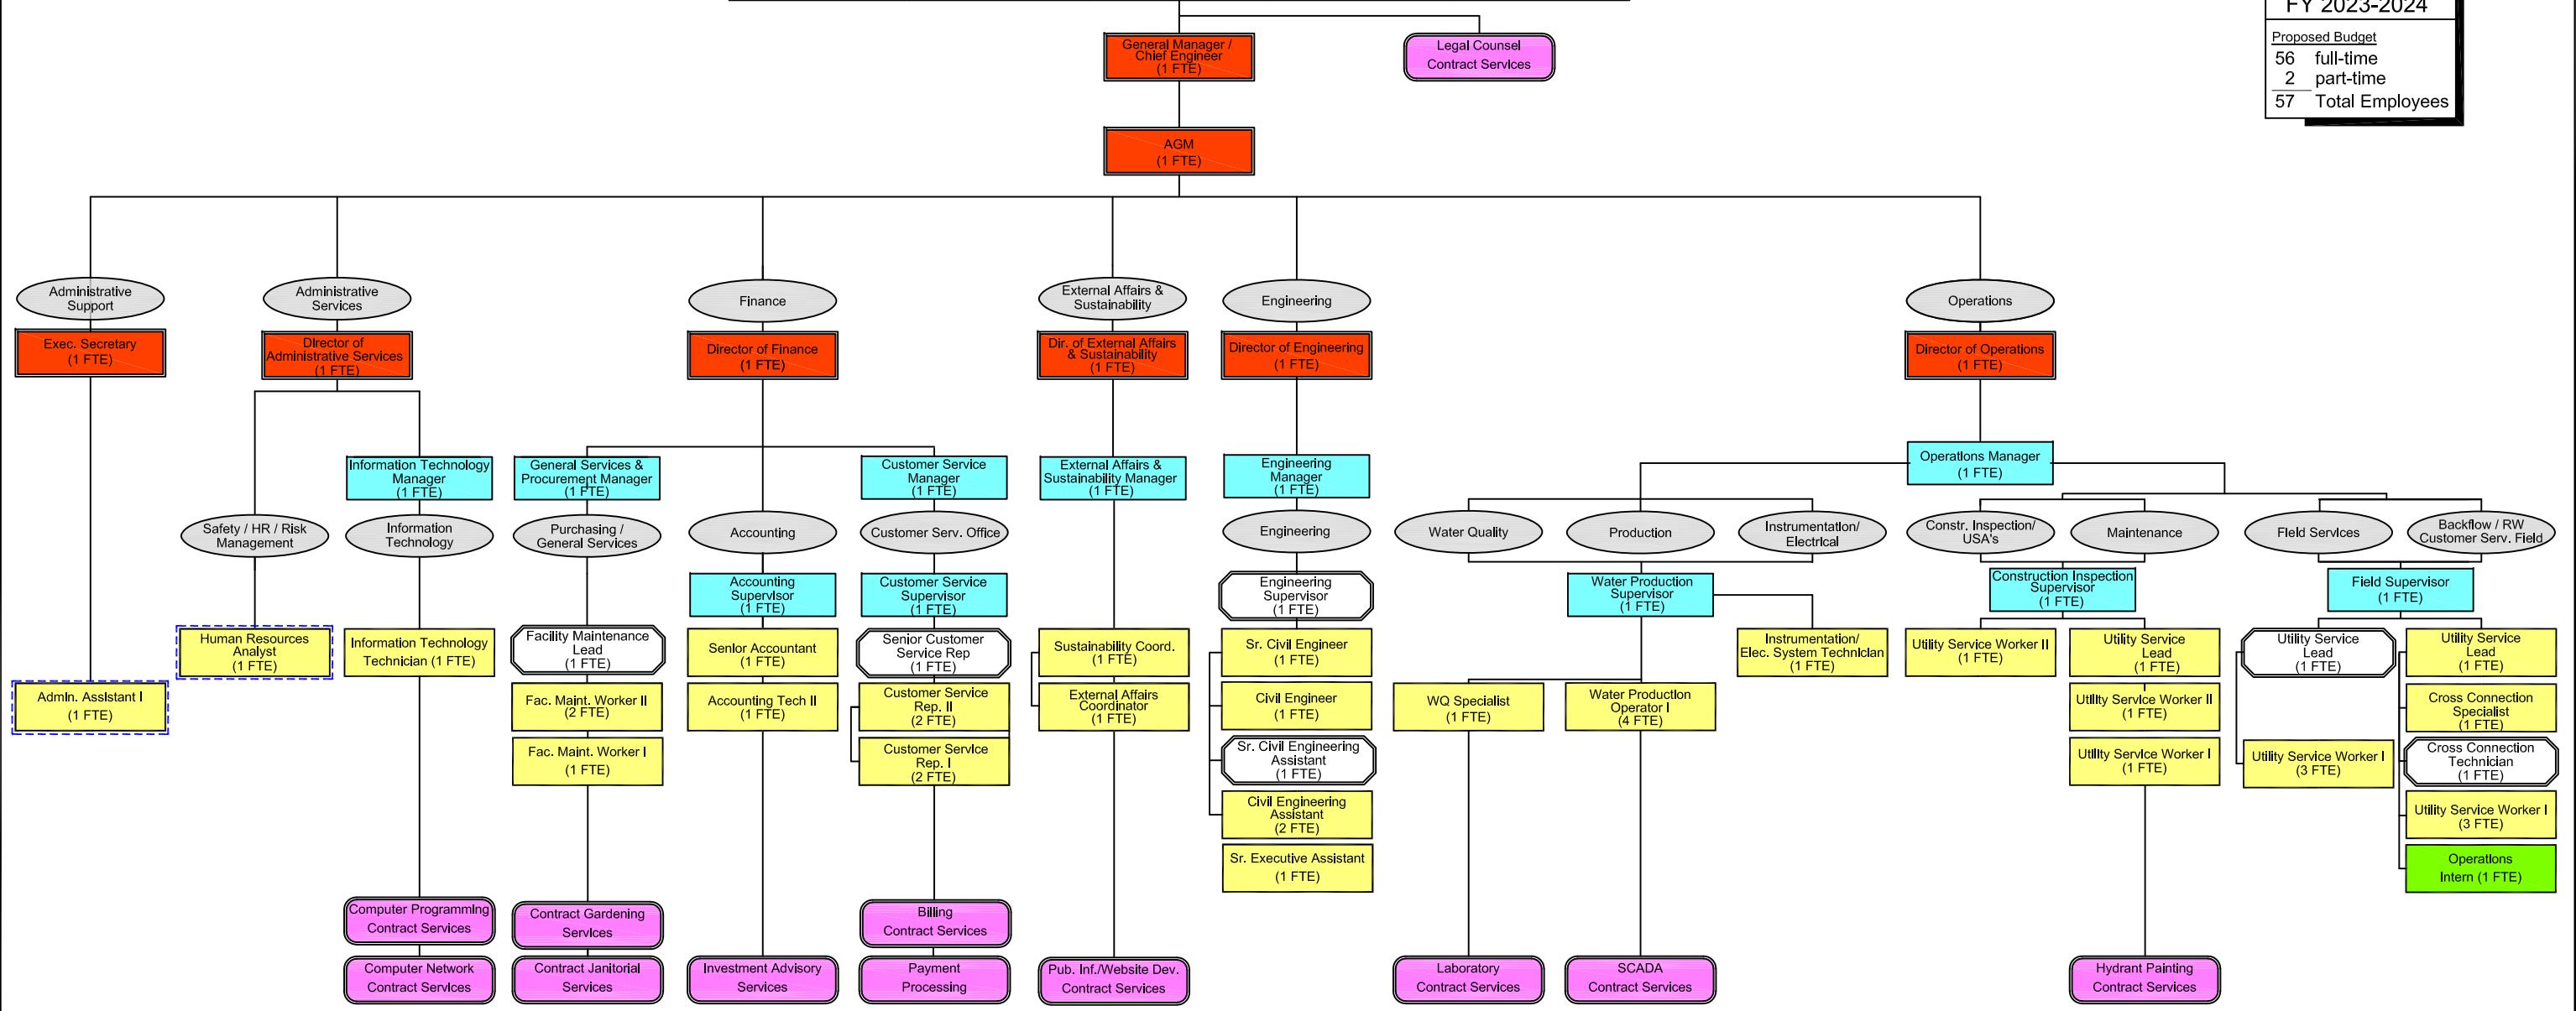 FY 2023-2024
Proposed Budget
56 full-time
2 part-time
57 Total Employees
General Manager /
Chief Engineer
(1 FTE)
Legal Counsel
Contract Services
AGM
(1 FTE)
Administrative
Support
Exec. Secretary
(1 FTE)
Admin. Assistant I
(1 FTE)
Administrative
Services
Director of
Administrative Services
(1 FTE)
Safety / HR / Risk
Management
Human Resources
Analyst
(1 FTE)
Information Technology
Manager
(1 FTE)
Information
Technology
Information Technology
Technician (1 FTE)
Computer Programming
Contract Services
Computer Network
Contract Services
Finance
Director of Finance
(1 FTE)
General Services &
Procurement Manager
(1 FTE)
Purchasing /
General Services
Facility Maintenance
Lead
(1 FTE)
Fac. Maint. Worker II
(2 FTE)
Fac. Maint. Worker I
(1 FTE)
Contract Gardening
Services
Contract Janitorial
Services
Accounting
Accounting
Supervisor
(1 FTE)
Senior Accountant
(1 FTE)
Accounting Tech II
(1 FTE)
Investment Advisory
Services
Customer Service
Manager
(1 FTE)
Customer Serv. Office
Customer Service
Supervisor
(1 FTE)
Senior Customer
Service Rep
(1 FTE)
Customer Service
Rep. II
(2 FTE)
Customer Service
Rep. I
(2 FTE)
Billing
Contract Services
Payment
Processing
External Affairs &
Sustainability
Dir. of External Affairs
& Sustainability
(1 FTE)
External Affairs &
Sustainability Manager
(1 FTE)
Sustainability Coord.
(1 FTE)
External Affairs
Coordinator
(1 FTE)
Pub. Inf./Website Dev.
Contract Services
Engineering
Director of Engineering
(1 FTE)
Engineering
Manager
(1 FTE)
Engineering
Engineering
Supervisor
(1 FTE)
Sr. Civil Engineer
(1 FTE)
Civil Engineer
(1 FTE)
Sr. Civil Engineering
Assistant
(1 FTE)
Civil Engineering
Assistant
(2 FTE)
Sr. Executive Assistant
(1 FTE)
Operations
Director of Operations
(1 FTE)
Operations Manager
(1 FTE)
Water Quality
Production
Instrumentation/
Electrical
Water Production
Supervisor
(1 FTE)
Instrumentation/
Elec. System Technician
(1 FTE)
WQ Specialist
(1 FTE)
Water Production
Operator I
(4 FTE)
Laboratory
Contract Services
SCADA
Contract Services
Constr. Inspection/
USA's
Maintenance
Construction Inspection
Supervisor
(1 FTE)
Utility Service Worker II
(1 FTE)
Utility Service
Lead
(1 FTE)
Utility Service Worker II
(1 FTE)
Utility Service Worker I
(1 FTE)
Hydrant Painting
Contract Services
Field Services
Backflow / RW
Customer Serv. Field
Field Supervisor
(1 FTE)
Utility Service
Lead
(1 FTE)
Utility Service Worker I
(3 FTE)
Utility Service
Lead
(1 FTE)
Cross Connection
Specialist
(1 FTE)
Cross Connection
Technician
(1 FTE)
Utility Service Worker I
(3 FTE)
Operations
Intern (1 FTE)